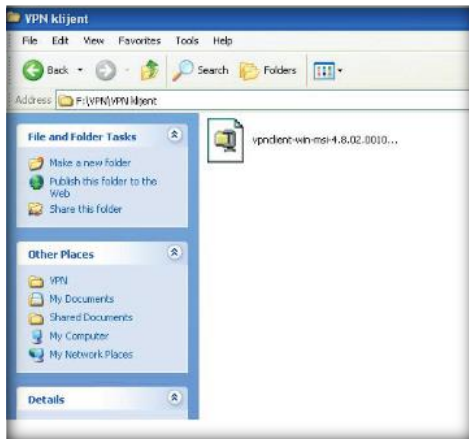 VPN klijent
File Edit View Favorites Tools Help
Back Search Folders
Address F:\VPN\VPN klijent
File and Folder Tasks
Make a new folder
Publish this folder to the
Web
Share this folder
Other Places
VPN
My Documents
Shared Documents
My Computer
My Network Places
Details
vpnclient-win-msi-4.8.02.0010...